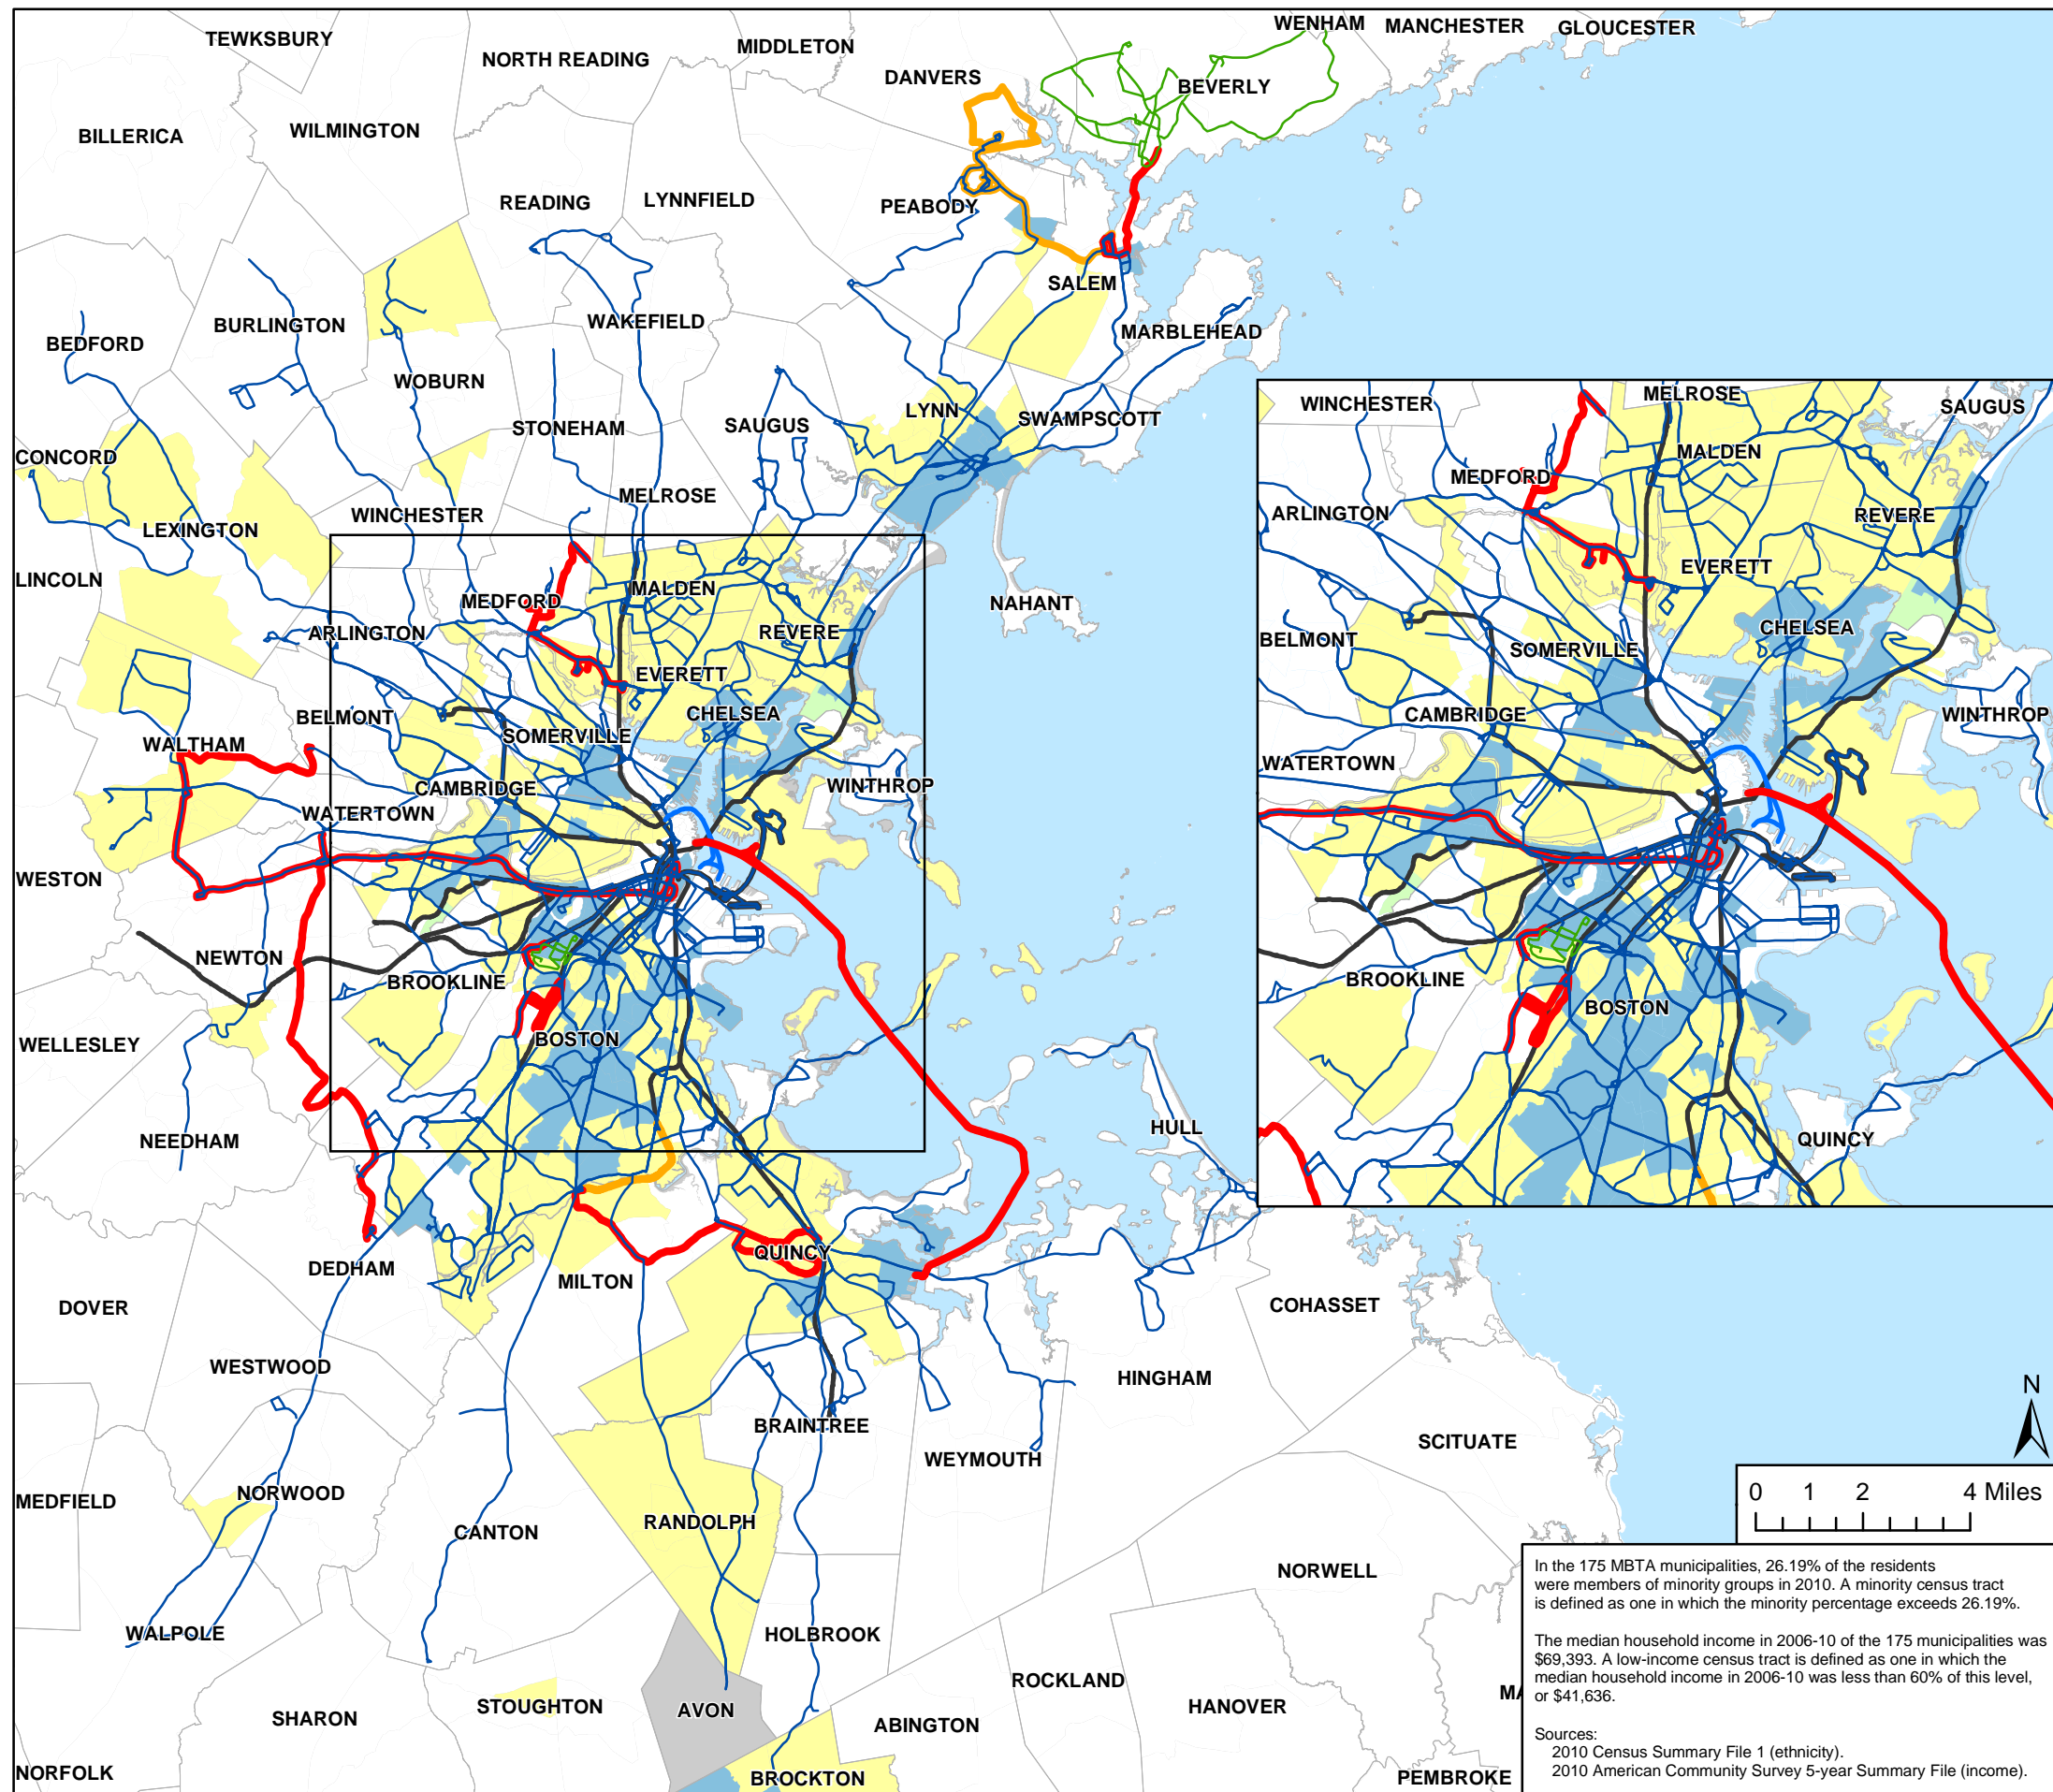 TEWKSBURY
NORTH READING
MIDDLETON
WENHAM
MANCHESTER
GLOUCESTER
DANVERS
BEVERLY
BILLERICA
WILMINGTON
READING
LYNNFIELD
PEABODY
SALEM
BEDFORD
BURLINGTON
WAKEFIELD
MARBLEHEAD
WOBURN
STONEHAM
SAUGUS
LYNN
SWAMPSCOTT
CONCORD
LEXINGTON
WINCHESTER
MELROSE
LINCOLN
MEDFORD
MALDEN
NAHANT
ARLINGTON
REVERE
EVERETT
BELMONT
CHELSEA
WALTHAM
SOMERVILLE
CAMBRIDGE
WINTHROP
WATERTOWN
WESTON
NEWTON
BROOKLINE
WELLESLEY
BOSTON
NEEDHAM
HULL
DEDHAM
MILTON
QUINCY
DOVER
COHASSET
WESTWOOD
HINGHAM
BRAINTREE
WEYMOUTH
SCITUATE
MEDFIELD
NORWOOD
CANTON
RANDOLPH
NORWELL
WALPOLE
HOLBROOK
ROCKLAND
SHARON
STOUGHTON
AVON
ABINGTON
HANOVER
MA
NORFOLK
BROCKTON
PEMBROKE
WINCHESTER
MELROSE
SAUGUS
MALDEN
MEDFORD
ARLINGTON
REVERE
EVERETT
BELMONT
CHELSEA
SOMERVILLE
CAMBRIDGE
WINTHROP
WATERTOWN
BROOKLINE
BOSTON
QUINCY
N
0 1 2 4 Miles
In the 175 MBTA municipalities, 26.19% of the residents
were members of minority groups in 2010. A minority census tract
is defined as one in which the minority percentage exceeds 26.19%.
The median household income in 2006-10 of the 175 municipalities was
$69,393. A low-income census tract is defined as one in which the
median household income in 2006-10 was less than 60% of this level,
or $41,636.
Sources:
2010 Census Summary File 1 (ethnicity).
2010 American Community Survey 5-year Summary File (income).